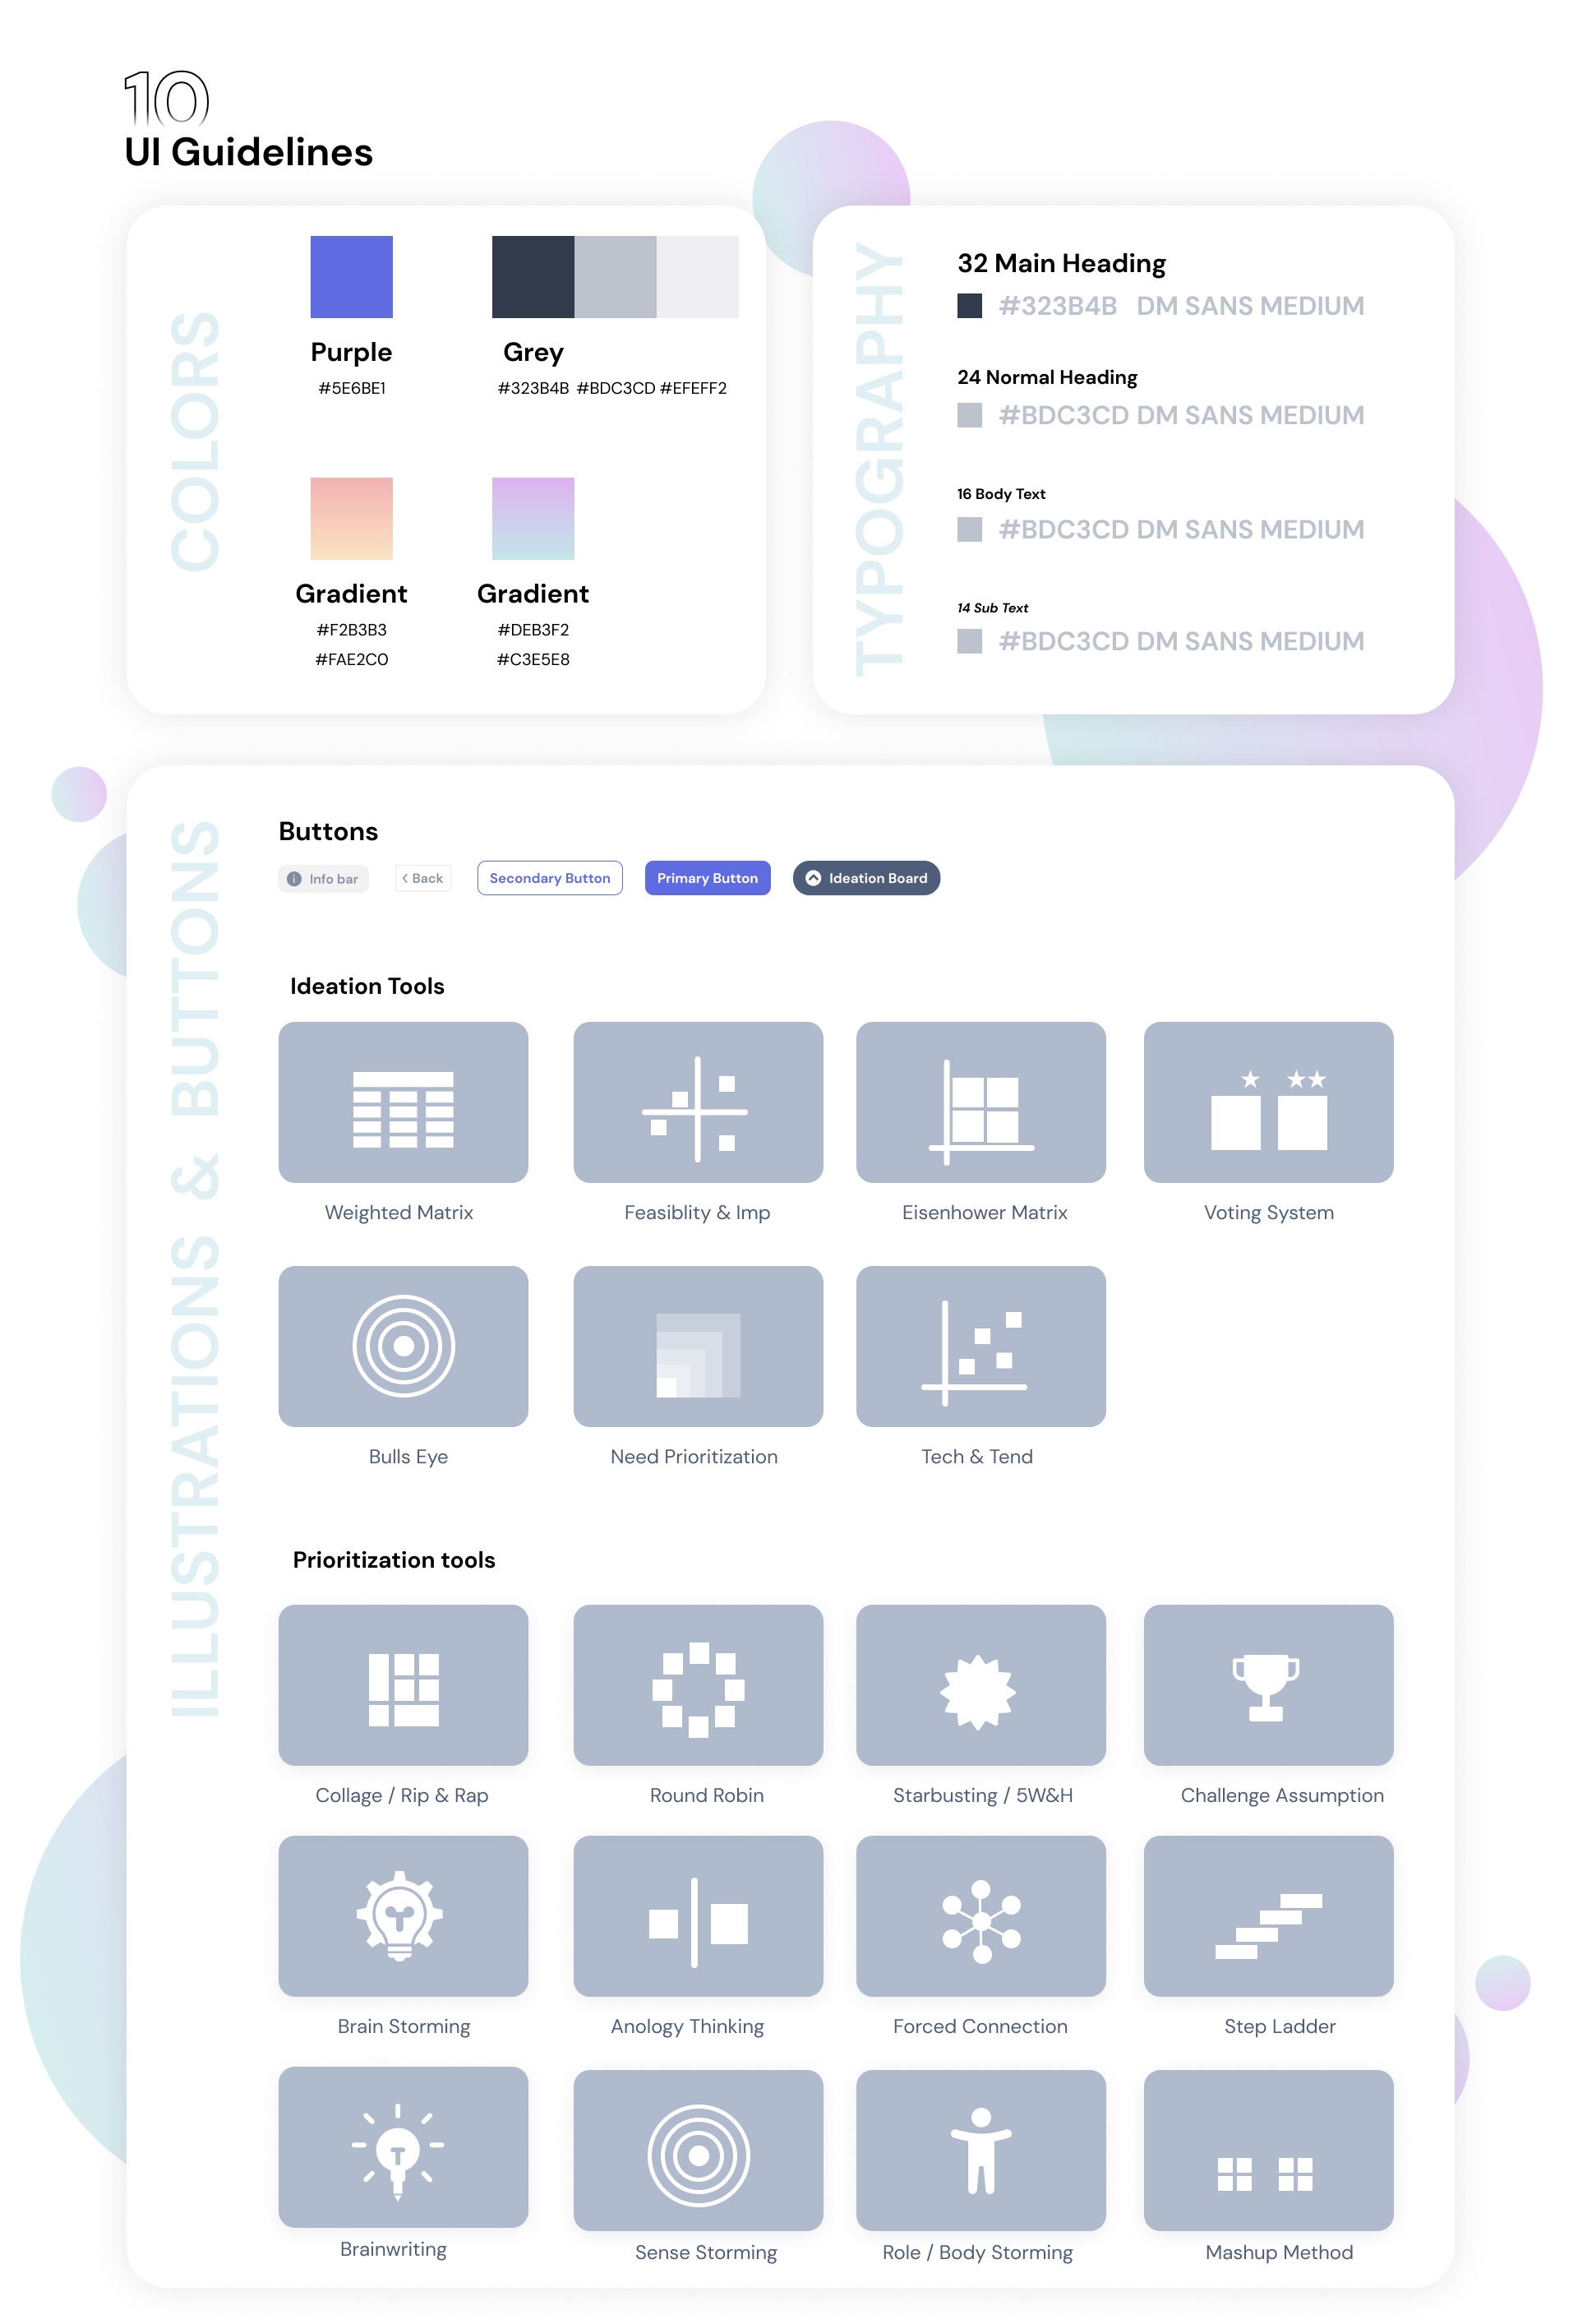 10
UI Guidelines
COLORS
Purple
#5E6BE1
Grey
#323B4B #BDC3CD #EFEFF2
Gradient
#F2B3B3
#FAE2C0
Gradient
#DEB3F2
#C3E5E8
TYPOGRAPHY
32 Main Heading
#323B4B DM SANS MEDIUM
24 Normal Heading
#BDC3CD DM SANS MEDIUM
16 Body Text
#BDC3CD DM SANS MEDIUM
14 Sub Text
#BDC3CD DM SANS MEDIUM
ILLUSTRATIONS & BUTTONS
Buttons
i Info bar
Back
Secondary Button
Primary Button
Ideation Board
Ideation Tools
Weighted Matrix
Feasiblity & Imp
Eisenhower Matrix
Voting System
Bulls Eye
Need Prioritization
Tech & Tend
Prioritization tools
Collage / Rip & Rap
Round Robin
Starbusting / 5W&H
Challenge Assumption
Brain Storming
Anology Thinking
Forced Connection
Step Ladder
Brainwriting
Sense Storming
Role / Body Storming
Mashup Method